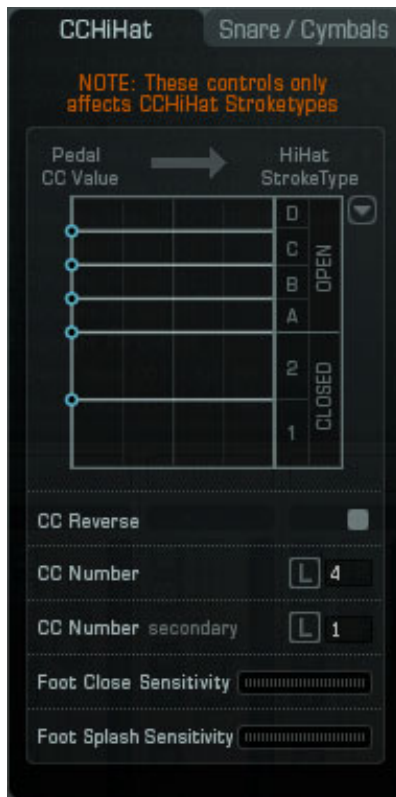 CCHiHat
Snare / Cymbals
NOTE: These controls only
affects CCHiHat Stroketypes
Pedal
CC Value
HiHat
StrokeType
D
C
B
A
OPEN
2
1
CLOSED
CC Reverse
CC Number L 4
CC Number secondary L 1
Foot Close Sensitivity
Foot Splash Sensitivity